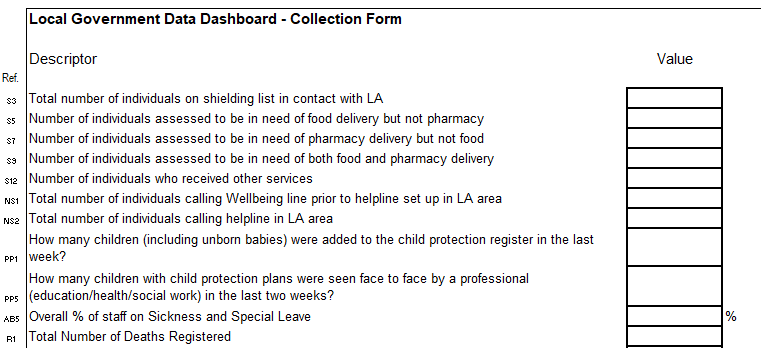 Local Government Data Dashboard - Collection Form
Descriptor Value
Ref.
S3 Total number of individuals on shielding list in contact with LA
S5 Number of individuals assessed to be in need of food delivery but not pharmacy
S7 Number of individuals assessed to be in need of pharmacy delivery but not food
S9 Number of individuals assessed to be in need of both food and pharmacy delivery
S12 Number of individuals who received other services
NS1 Total number of individuals calling Wellbeing line prior to helpline set up in LA area
NS2 Total number of individuals calling helpline in LA area
How many children (including unborn babies) were added to the child protection register in the last
PP1 week?
How many children with child protection plans were seen face to face by a professional
PP5 (education/health/social work) in the last two weeks?
AB5 Overall % of staff on Sickness and Special Leave %
R1 Total Number of Deaths Registered